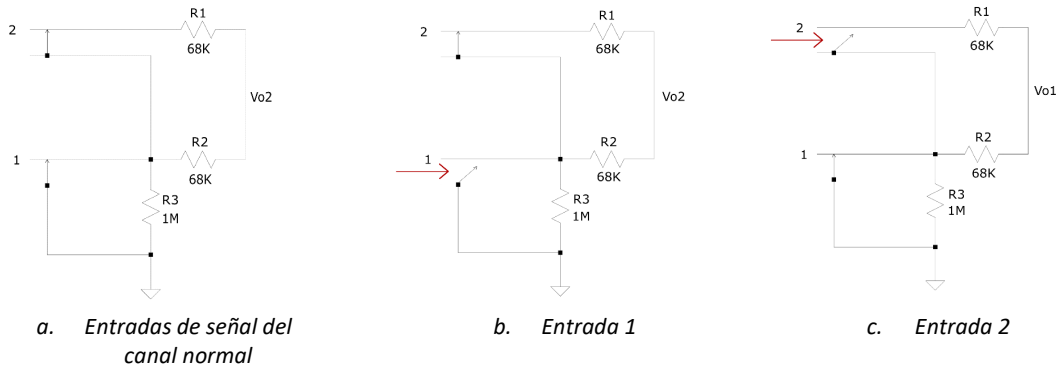 2
R1
68K
Vo2
1
R2
68K
R3
1M
a. Entradas de señal del
canal normal
2
R1
68K
Vo2
1
R2
68K
R3
1M
b. Entrada 1
2
R1
68K
Vo1
1
R2
68K
R3
1M
c. Entrada 2